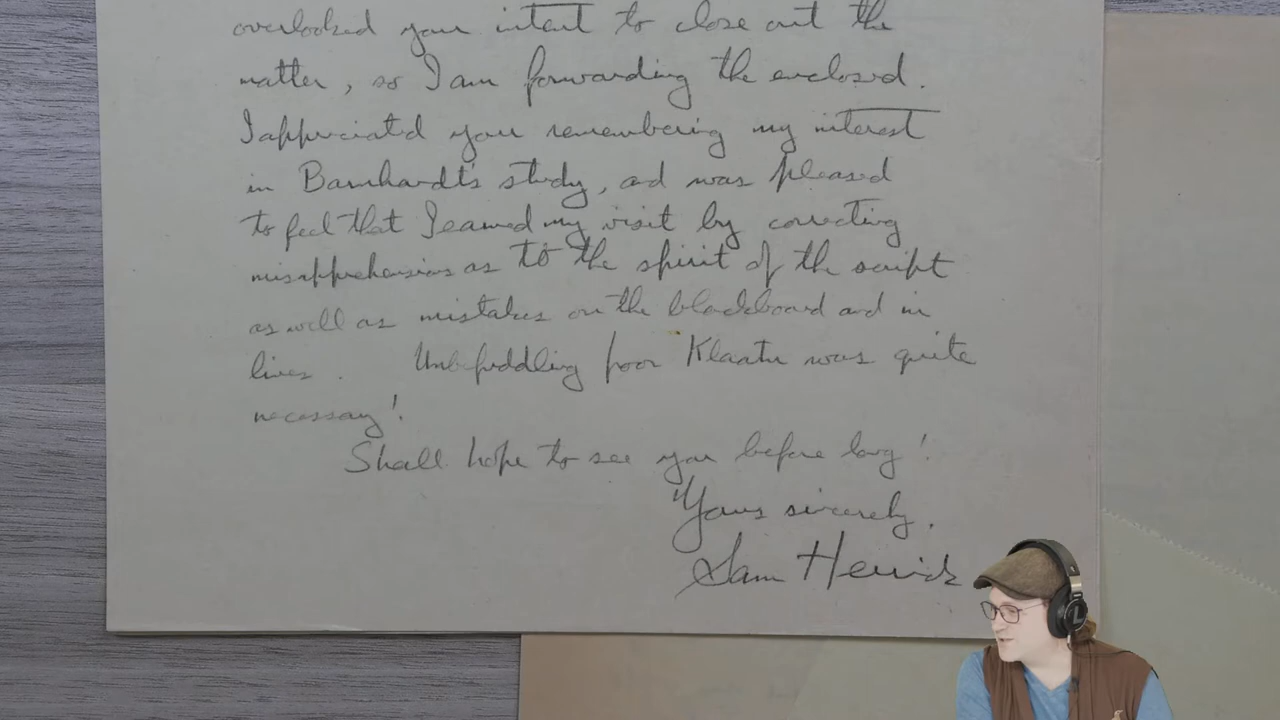 overlooked your intent to close out the
matter, so I am forwarding the enclosed.
I appreciated your remembering my interest
in Barnhardt's study, and was pleased
to feel that I earned my visit by correcting
misapprehensions as to the spirit of the script
as well as mistakes on the blackboard and in
lines. Unbefuddling poor Klaatu was quite
necessary!
Shall hope to see you before long!
Yours sincerely,
Sam Herrick